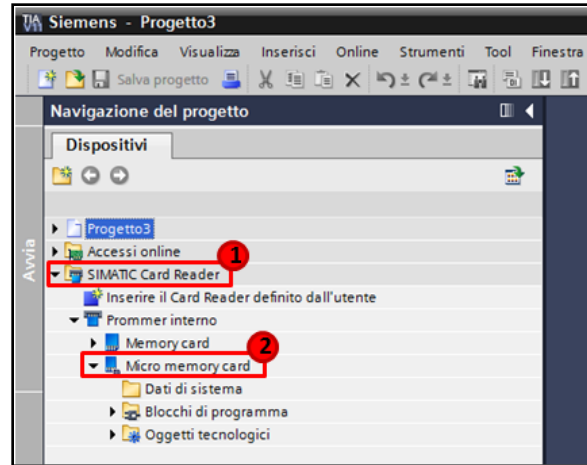 Siemens - Progetto3
Progetto Modifica Visualizza Inserisci Online Strumenti Tool Finestra
Salva progetto
Navigazione del progetto
Dispositivi
Avvia
Progetto3
Accessi online
1
SIMATIC Card Reader
Inserire il Card Reader definito dall'utente
Prommer interno
Memory card
2
Micro memory card
Dati di sistema
Blocchi di programma
Oggetti tecnologici